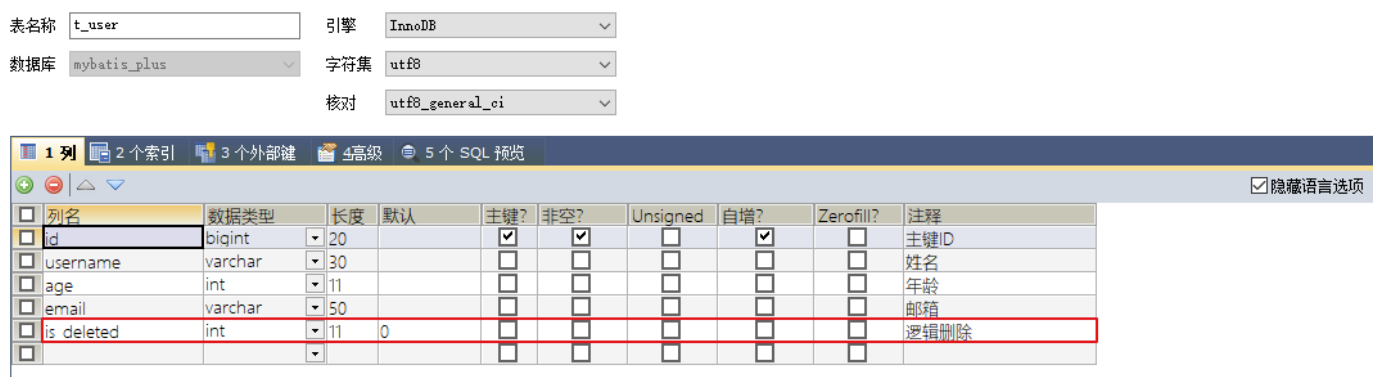 表名称 t_user 引擎 InnoDB
数据库 mybatis_plus 字符集 utf8
核对 utf8_general_ci
1 列 2 个索引 3 个外部键 4高级 5 个 SQL 预览
隐藏语言选项
列名 数据类型 长度 默认 主键? 非空? Unsigned 自增? Zerofill? 注释
id bigint 20 主键ID
username varchar 30 姓名
age int 11 年龄
email varchar 50 邮箱
is_deleted int 11 0 逻辑删除